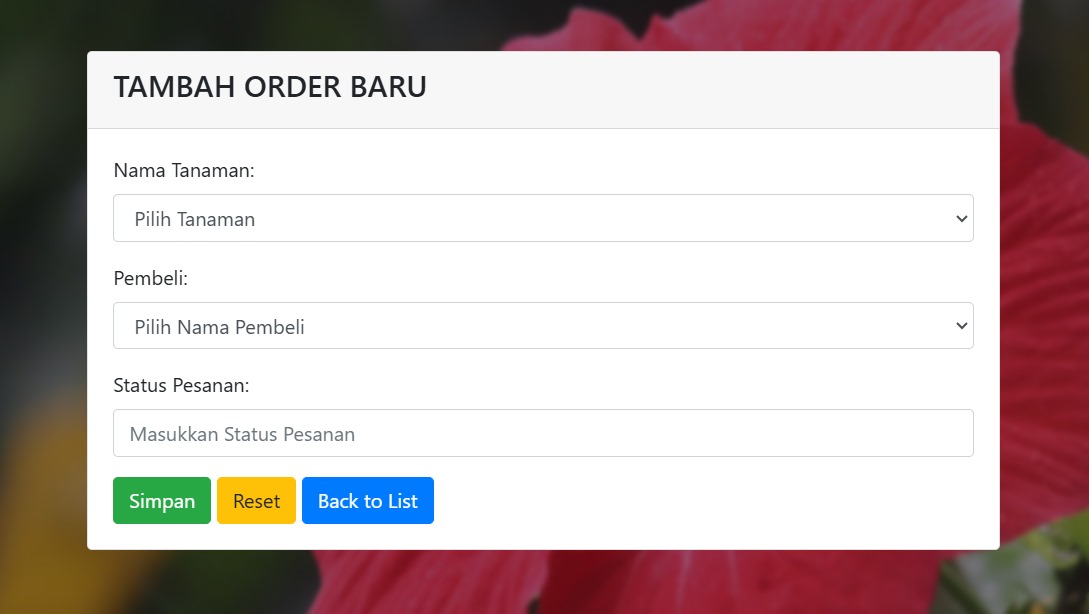 TAMBAH ORDER BARU
Nama Tanaman:
Pilih Tanaman
Pembeli:
Pilih Nama Pembeli
Status Pesanan:
Masukkan Status Pesanan
Simpan Reset Back to List